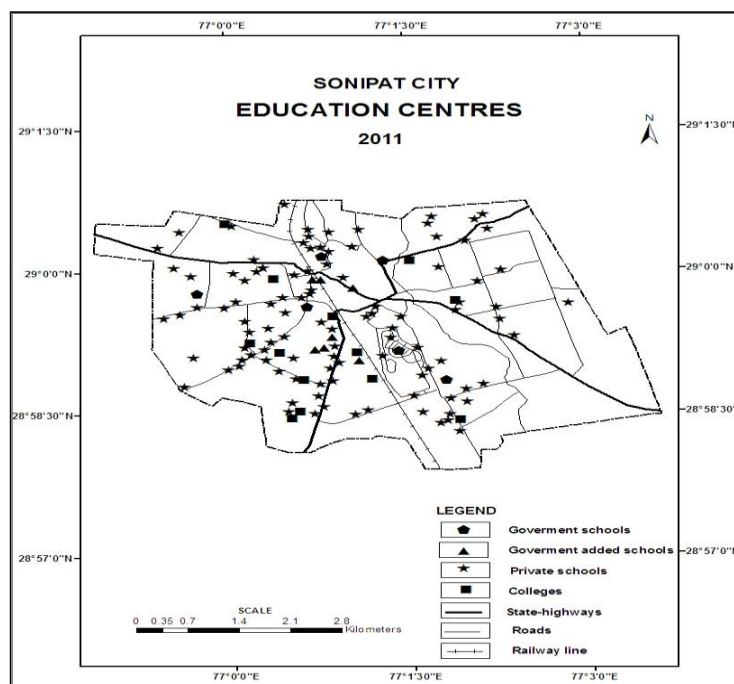 77°0'0"E 77°1'30"E 77°3'0"E
SONIPAT CITY
EDUCATION CENTRES
2011
N
29°1'30"N 29°1'30"N
29°0'0"N 29°0'0"N
28°58'30"N 28°58'30"N
28°57'0"N 28°57'0"N
LEGEND
Goverment schools
Goverment added schools
Private schools
Colleges
State-highways
Roads
Railway line
SCALE
0 0.35 0.7 1.4 2.1 2.8
Kilometers
77°0'0"E 77°1'30"E 77°3'0"E